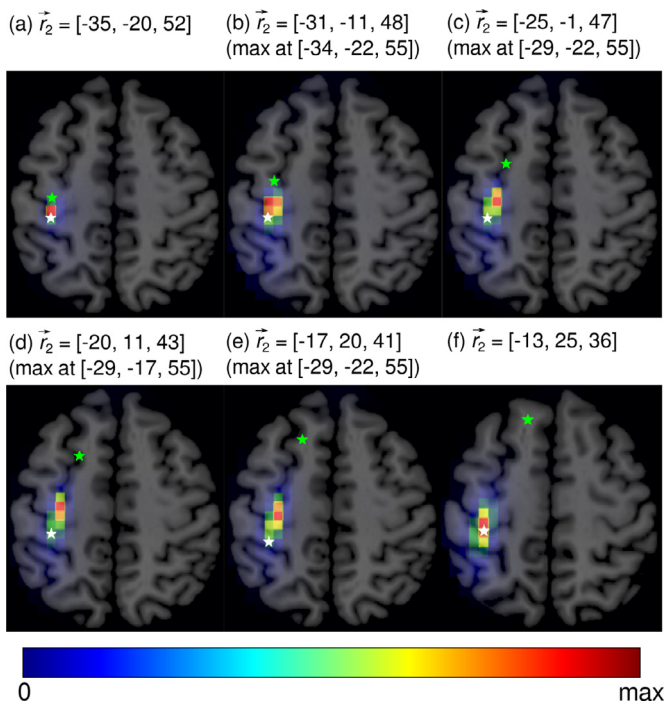 (a) r⃗₂ = [-35, -20, 52]
(b) r⃗₂ = [-31, -11, 48]
(max at [-34, -22, 55])
(c) r⃗₂ = [-25, -1, 47]
(max at [-29, -22, 55])
(d) r⃗₂ = [-20, 11, 43]
(max at [-29, -17, 55])
(e) r⃗₂ = [-17, 20, 41]
(max at [-29, -22, 55])
(f) r⃗₂ = [-13, 25, 36]
0
max